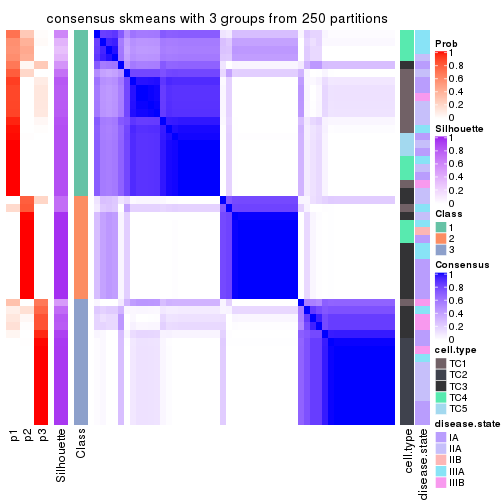 consensus skmeans with 3 groups from 250 partitions
Prob
1
0.8
0.6
0.4
0.2
0
Silhouette
1
0.8
0.6
0.4
0.2
0
Class
1
2
3
Consensus
1
0.8
0.6
0.4
0.2
0
cell.type
TC1
TC2
TC3
TC4
TC5
disease.state
IA
IIA
IIB
IIIA
IIIB
p1
p2
p3
Silhouette
Class
cell.type
disease.state